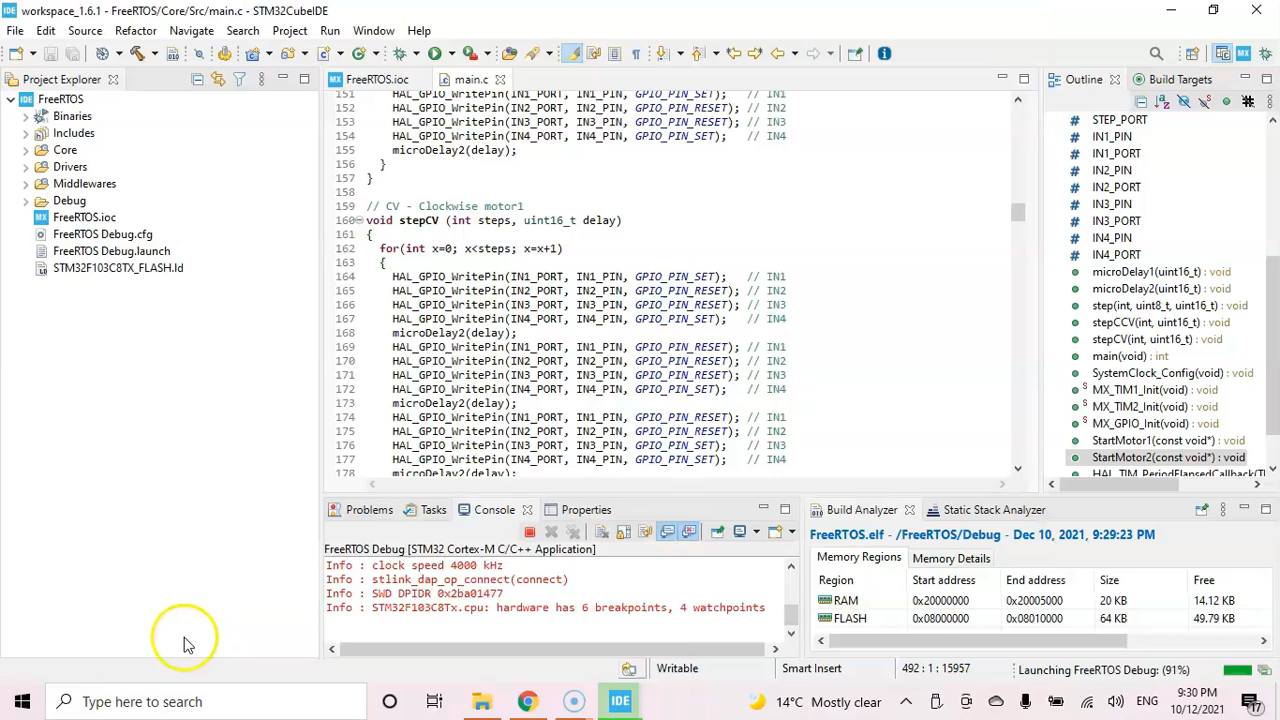 workspace_1.6.1 - FreeRTOS/Core/Src/main.c - STM32CubeIDE
File Edit Source Refactor Navigate Search Project Run Window Help
Project Explorer
FreeRTOS
Binaries
Includes
Core
Drivers
Middlewares
Debug
FreeRTOS.ioc
FreeRTOS Debug.cfg
FreeRTOS Debug.launch
STM32F103C8TX_FLASH.ld
FreeRTOS.ioc main.c
151 HAL_GPIO_WritePin(IN1_PORT, IN1_PIN, GPIO_PIN_SET); // IN1
152 HAL_GPIO_WritePin(IN2_PORT, IN2_PIN, GPIO_PIN_RESET); // IN2
153 HAL_GPIO_WritePin(IN3_PORT, IN3_PIN, GPIO_PIN_RESET); // IN3
154 HAL_GPIO_WritePin(IN4_PORT, IN4_PIN, GPIO_PIN_RESET); // IN4
155 microDelay2(delay);
156 }
157 }
158
159 // CV - Clockwise motor1
160 void stepCV (int steps, uint16_t delay)
161 {
162 for(int x=0; x<steps; x=x+1)
163 {
164 HAL_GPIO_WritePin(IN1_PORT, IN1_PIN, GPIO_PIN_SET); // IN1
165 HAL_GPIO_WritePin(IN2_PORT, IN2_PIN, GPIO_PIN_RESET); // IN2
166 HAL_GPIO_WritePin(IN3_PORT, IN3_PIN, GPIO_PIN_RESET); // IN3
167 HAL_GPIO_WritePin(IN4_PORT, IN4_PIN, GPIO_PIN_SET); // IN4
168 microDelay2(delay);
169 HAL_GPIO_WritePin(IN1_PORT, IN1_PIN, GPIO_PIN_RESET); // IN1
170 HAL_GPIO_WritePin(IN2_PORT, IN2_PIN, GPIO_PIN_RESET); // IN2
171 HAL_GPIO_WritePin(IN3_PORT, IN3_PIN, GPIO_PIN_RESET); // IN3
172 HAL_GPIO_WritePin(IN4_PORT, IN4_PIN, GPIO_PIN_SET); // IN4
173 microDelay2(delay);
174 HAL_GPIO_WritePin(IN1_PORT, IN1_PIN, GPIO_PIN_RESET); // IN1
175 HAL_GPIO_WritePin(IN2_PORT, IN2_PIN, GPIO_PIN_RESET); // IN2
176 HAL_GPIO_WritePin(IN3_PORT, IN3_PIN, GPIO_PIN_SET); // IN3
177 HAL_GPIO_WritePin(IN4_PORT, IN4_PIN, GPIO_PIN_SET); // IN4
178 microDelay2(delay);
Outline Build Targets
STEP_PORT
IN1_PIN
IN1_PORT
IN2_PIN
IN2_PORT
IN3_PIN
IN3_PORT
IN4_PIN
IN4_PORT
microDelay1(uint16_t) : void
microDelay2(uint16_t) : void
step(int, uint8_t, uint16_t) : void
stepCCV(int, uint16_t) : void
stepCV(int, uint16_t) : void
main(void) : int
SystemClock_Config(void) : void
MX_TIM1_Init(void) : void
MX_TIM2_Init(void) : void
MX_GPIO_Init(void) : void
StartMotor1(const void*) : void
StartMotor2(const void*) : void
HAL_TIM_PeriodElapsedCallback(TI
Problems Tasks Console Properties
FreeRTOS Debug [STM32 Cortex-M C/C++ Application]
Info : clock speed 4000 kHz
Info : stlink_dap_op_connect(connect)
Info : SWD DPIDR 0x2ba01477
Info : STM32F103C8Tx.cpu: hardware has 6 breakpoints, 4 watchpoints
Build Analyzer Static Stack Analyzer
FreeRTOS.elf - /FreeRTOS/Debug - Dec 10, 2021, 9:29:23 PM
Memory Regions Memory Details
Region Start address End address Size Free
RAM 0x20000000 0x20005000 20 KB 14.12 KB
FLASH 0x08000000 0x08010000 64 KB 49.79 KB
Writable Smart Insert 492 : 1 : 15957 Launching FreeRTOS Debug: (91%)
Type here to search
IDE
14°C Mostly clear
9:30 PM
10/12/2021
17